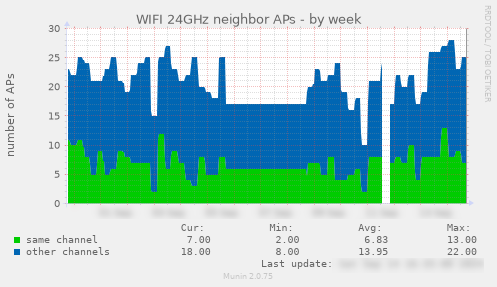 WIFI 24GHz neighbor APs - by week
RRDTOOL / TOBI OETIKER
number of APs
30
25
20
15
10
5
0
Cur: Min: Avg: Max:
same channel 7.00 2.00 6.83 13.00
other channels 18.00 8.00 13.95 22.00
Last update:
Munin 2.0.75